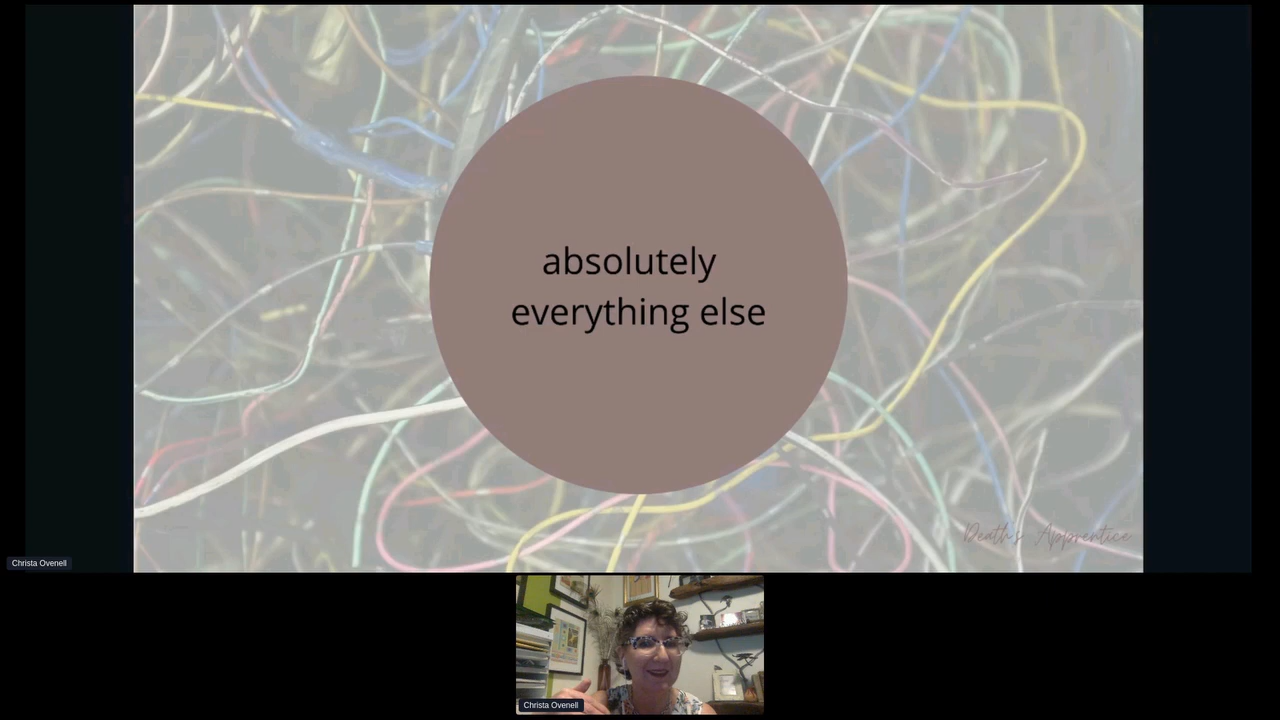 absolutely
everything else
Death's Apprentice
Christa Ovenell
Christa Ovenell